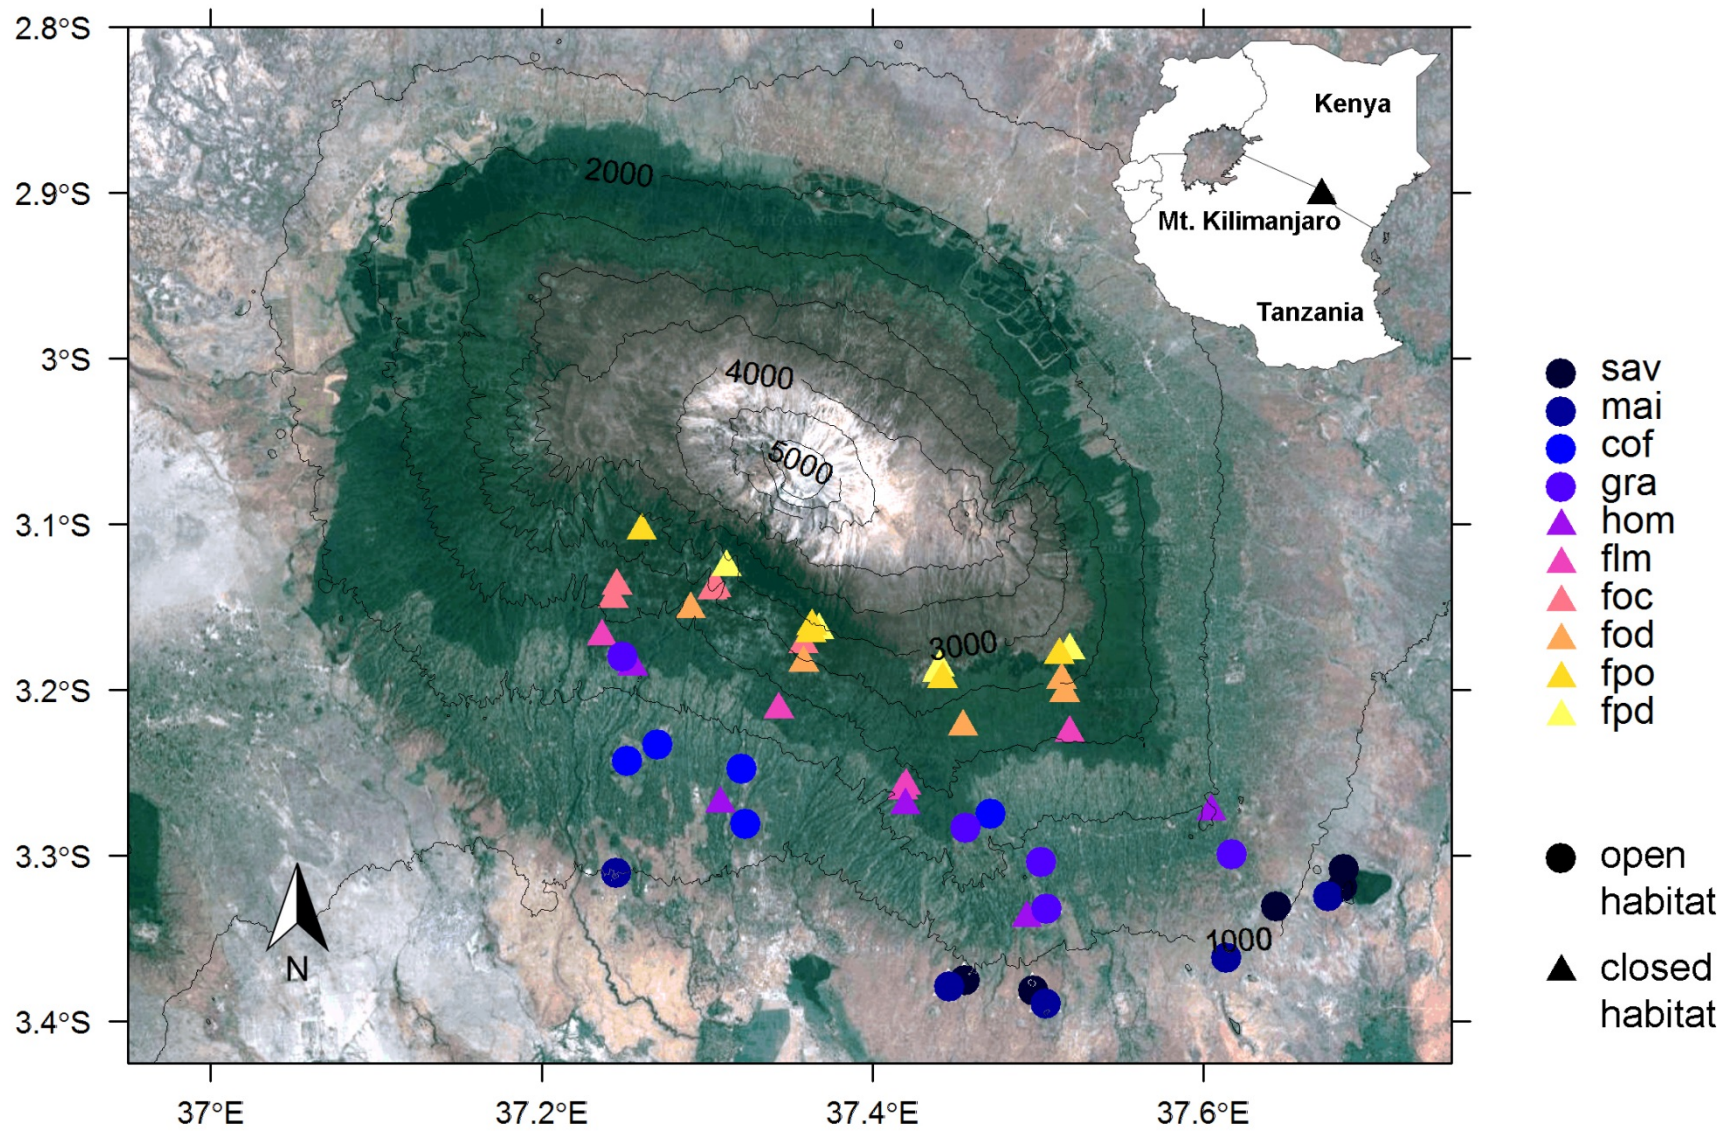 2.8°S
2.9°S
3°S
3.1°S
3.2°S
3.3°S
3.4°S
37°E
37.2°E
37.4°E
37.6°E
2000
4000
5000
3000
1000
N
Kenya
Mt. Kilimanjaro
Tanzania
sav
mai
cof
gra
hom
flm
foc
fod
fpo
fpd
open
habitat
closed
habitat